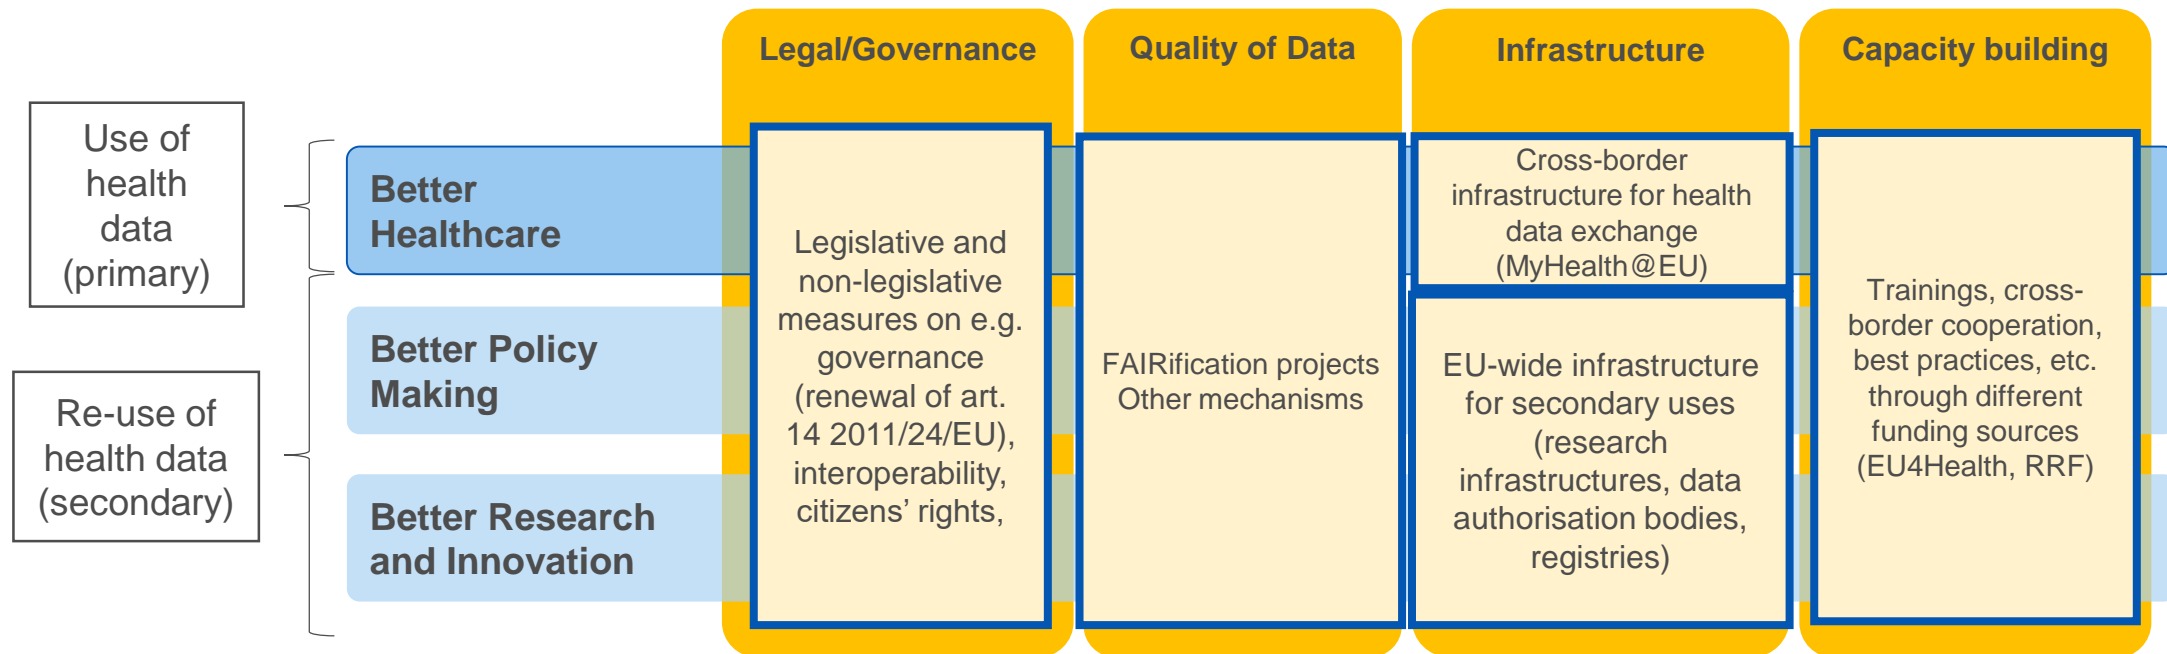 Legal/Governance
Quality of Data
Infrastructure
Capacity building
Use of
health
data
(primary)
Re-use of
health data
(secondary)
Better
Healthcare
Better Policy
Making
Better Research
and Innovation
Legislative and
non-legislative
measures on e.g.
governance
(renewal of art.
14 2011/24/EU),
interoperability,
citizens’ rights,
FAIRification projects
Other mechanisms
Cross-border
infrastructure for health
data exchange
(MyHealth@EU)
EU-wide infrastructure
for secondary uses
(research
infrastructures, data
authorisation bodies,
registries)
Trainings, cross-
border cooperation,
best practices, etc.
through different
funding sources
(EU4Health, RRF)